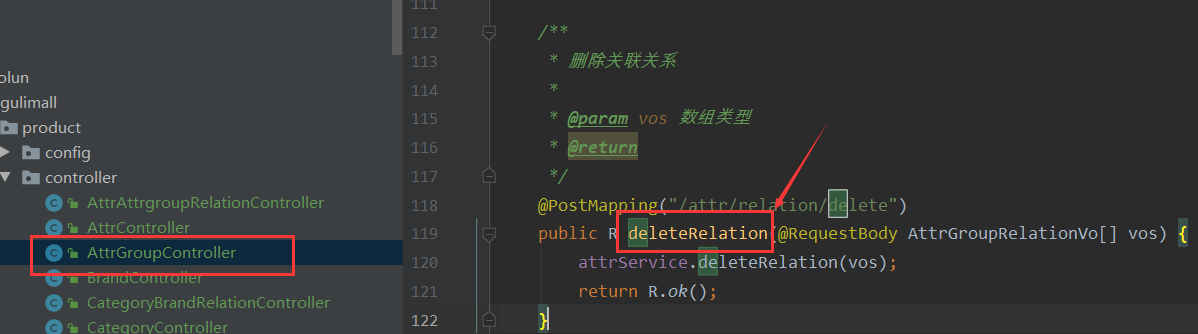 olun
gulimall
product
config
controller
AttrAttrgroupRelationController
AttrController
AttrGroupController
BrandController
CategoryBrandRelationController
CategoryController
111
112 /**
113 * 删除关联关系
114 *
115 * @param vos 数组类型
116 * @return
117 */
118 @PostMapping("/attr/relation/delete")
119 public R deleteRelation(@RequestBody AttrGroupRelationVo[] vos) {
120 attrService.deleteRelation(vos);
121 return R.ok();
122 }